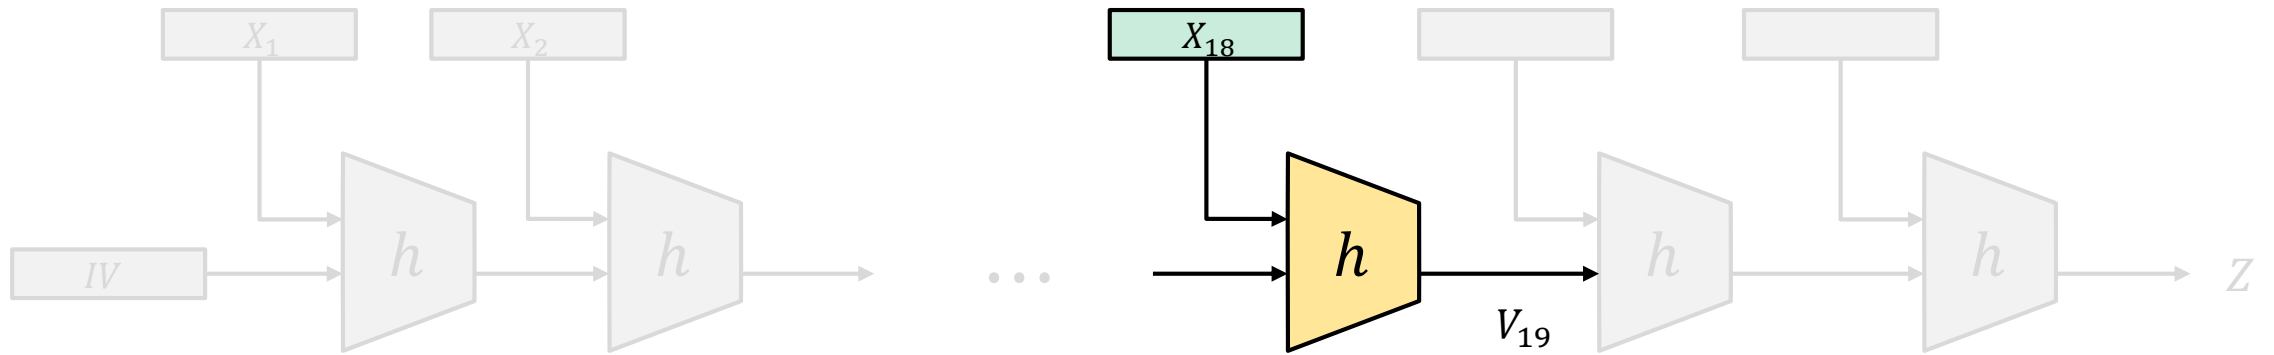 X₁ X₂ X₁₈
h h h h h
IV ... Z
V₁₉